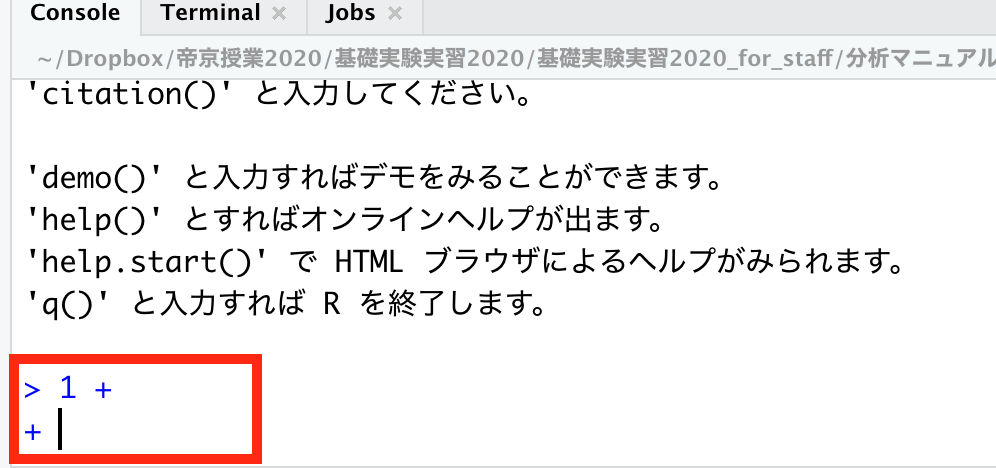 Console Terminal × Jobs ×
~/Dropbox/帝京授業2020/基礎実験実習2020/基礎実験実習2020_for_staff/分析マニュアル
'citation()' と入力してください。
'demo()' と入力すればデモをみることができます。
'help()' とすればオンラインヘルプが出ます。
'help.start()' で HTML ブラウザによるヘルプがみられます。
'q()' と入力すれば R を終了します。
> 1 +
+